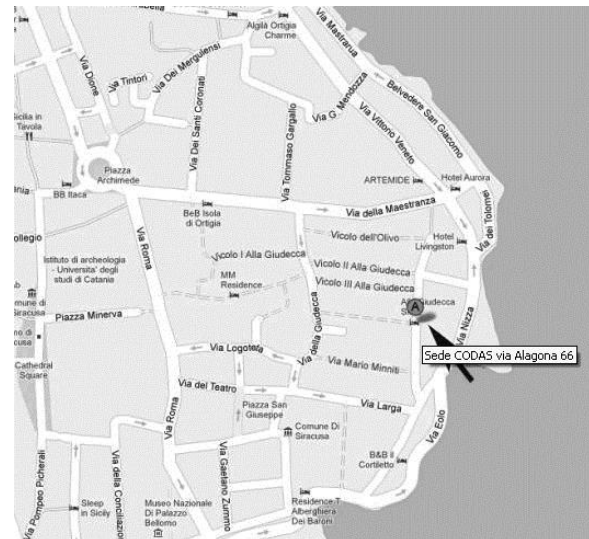 Algilà Ortigia
Charme
Via Mastrarua
Via Dei Mergulensi
Via Tintori
Via Dione
Via G Mendozza
Belvedere San Giacomo
Via Vittorio Veneto
Via Dei Santi Coronati
Via Tommaso Gargallo
Sicilia in
Tavola
Piazza
Archimede
BB Itaca
ARTEMIDE
Hotel Aurora
BeB Isola
di Ortigia
Via della Maestranza
Via dei Tolomei
Via Roma
Vicolo dell'Olivo
Hotel
Livingston
Vicolo I Alla Giudecca
Vicolo II Alla Giudecca
Vicolo III Alla Giudecca
Istituto di archeologia
- Universita' degli
studi di Catania
MM
Residence
Via della Giudecca
Via Nizza
A
Giudecca
Piazza Minerva
Siracusa
Sede CODAS via Alagona 66
Via Logoteta
Via Mario Minniti
Cathedral
Square
Via del Teatro
Via Larga
Piazza San
Giuseppe
Comune Di
Siracusa
Via Eolo
Via Roma
B&B il
Cortiletto
Via Pompeo Picherali
Via della Conciliazion
Via Gaetano Zummo
Sleep
in Sicily
Museo Nazionale
Di Palazzo
Bellomo
Residence T
Alberghiera
Dei Baroni